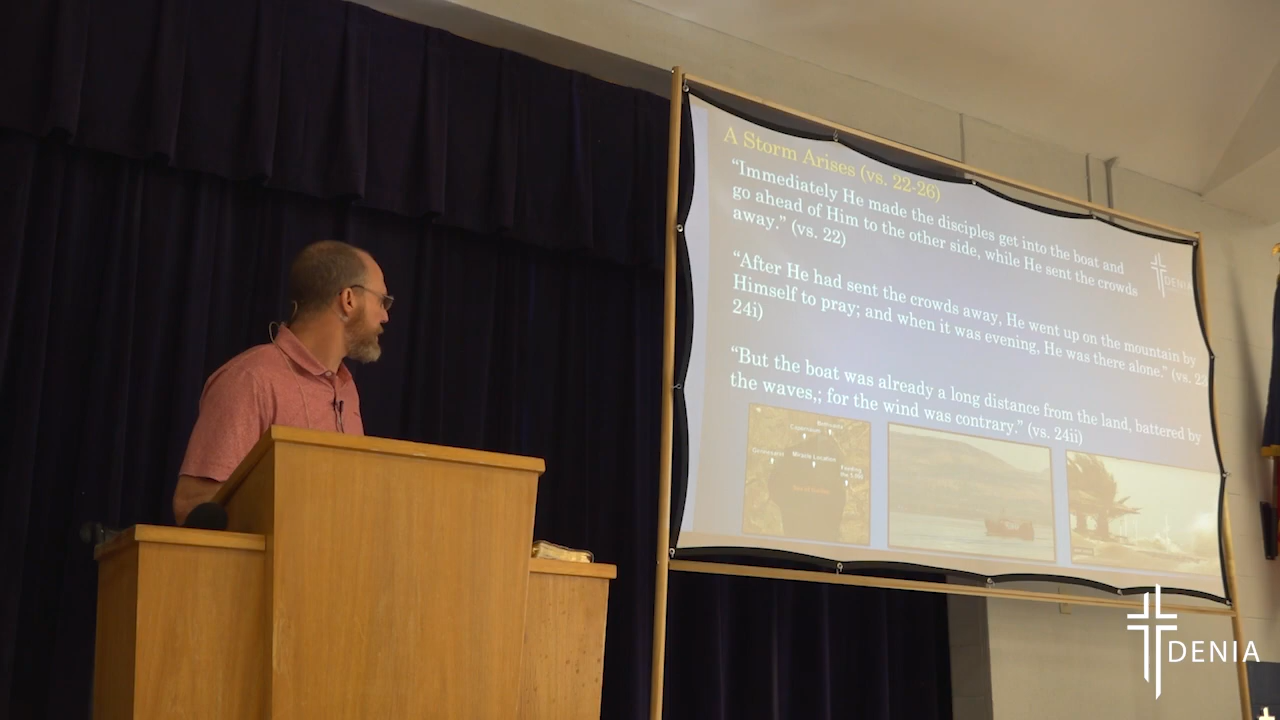 A Storm Arises (vs. 22-26)
“Immediately He made the disciples get into the boat and
go ahead of Him to the other side, while He sent the crowds
away.” (vs. 22)
“After He had sent the crowds away, He went up on the mountain by
Himself to pray; and when it was evening, He was there alone.” (vs. 23
24i)
“But the boat was already a long distance from the land, battered by
the waves,; for the wind was contrary.” (vs. 24ii)
Bethsaida
Capernaum
Gennesaret
Miracle Location
Feeding
the 5,000
Sea of Galilee
DENIA
DENIA